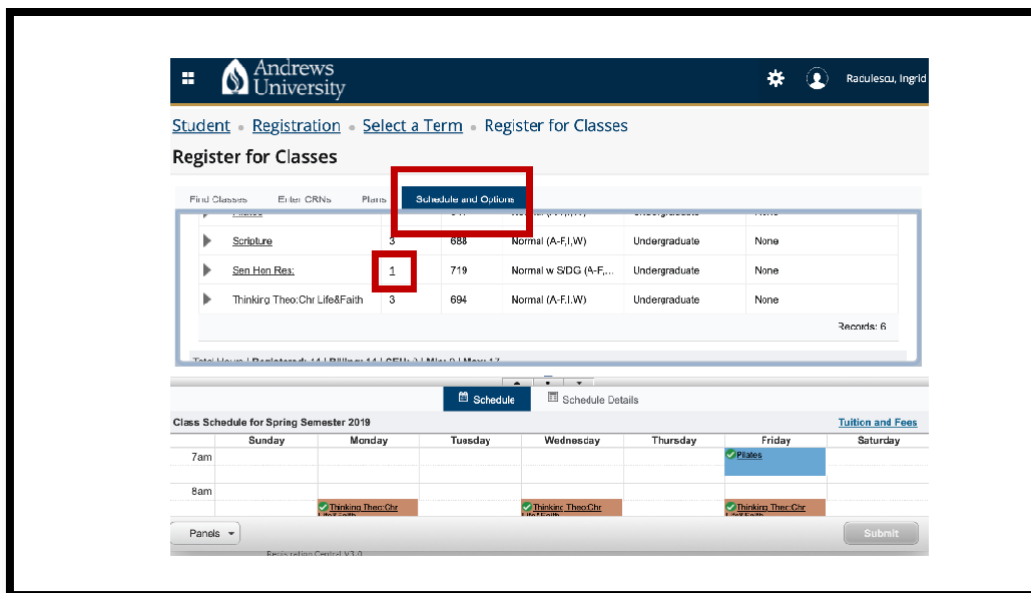 Andrews
University
Radulescu, Ingrid
Student • Registration • Select a Term • Register for Classes
Register for Classes
Find Classes Enter CRNs Plans Schedule and Options
Scripture 3 688 Normal (A-F,I,W) Undergraduate None
Sen Hon Res: 1 719 Normal w S/DG (A-F,... Undergraduate None
Thinking Theo:Chr Life&Faith 3 694 Normal (A-F,I,W) Undergraduate None
Records: 6
Schedule Schedule Details
Class Schedule for Spring Semester 2019 Tuition and Fees
Sunday Monday Tuesday Wednesday Thursday Friday Saturday
7am Pilates
8am
Thinking Theo:Chr Thinking Theo:Chr Thinking Theo:Chr
Panels Submit